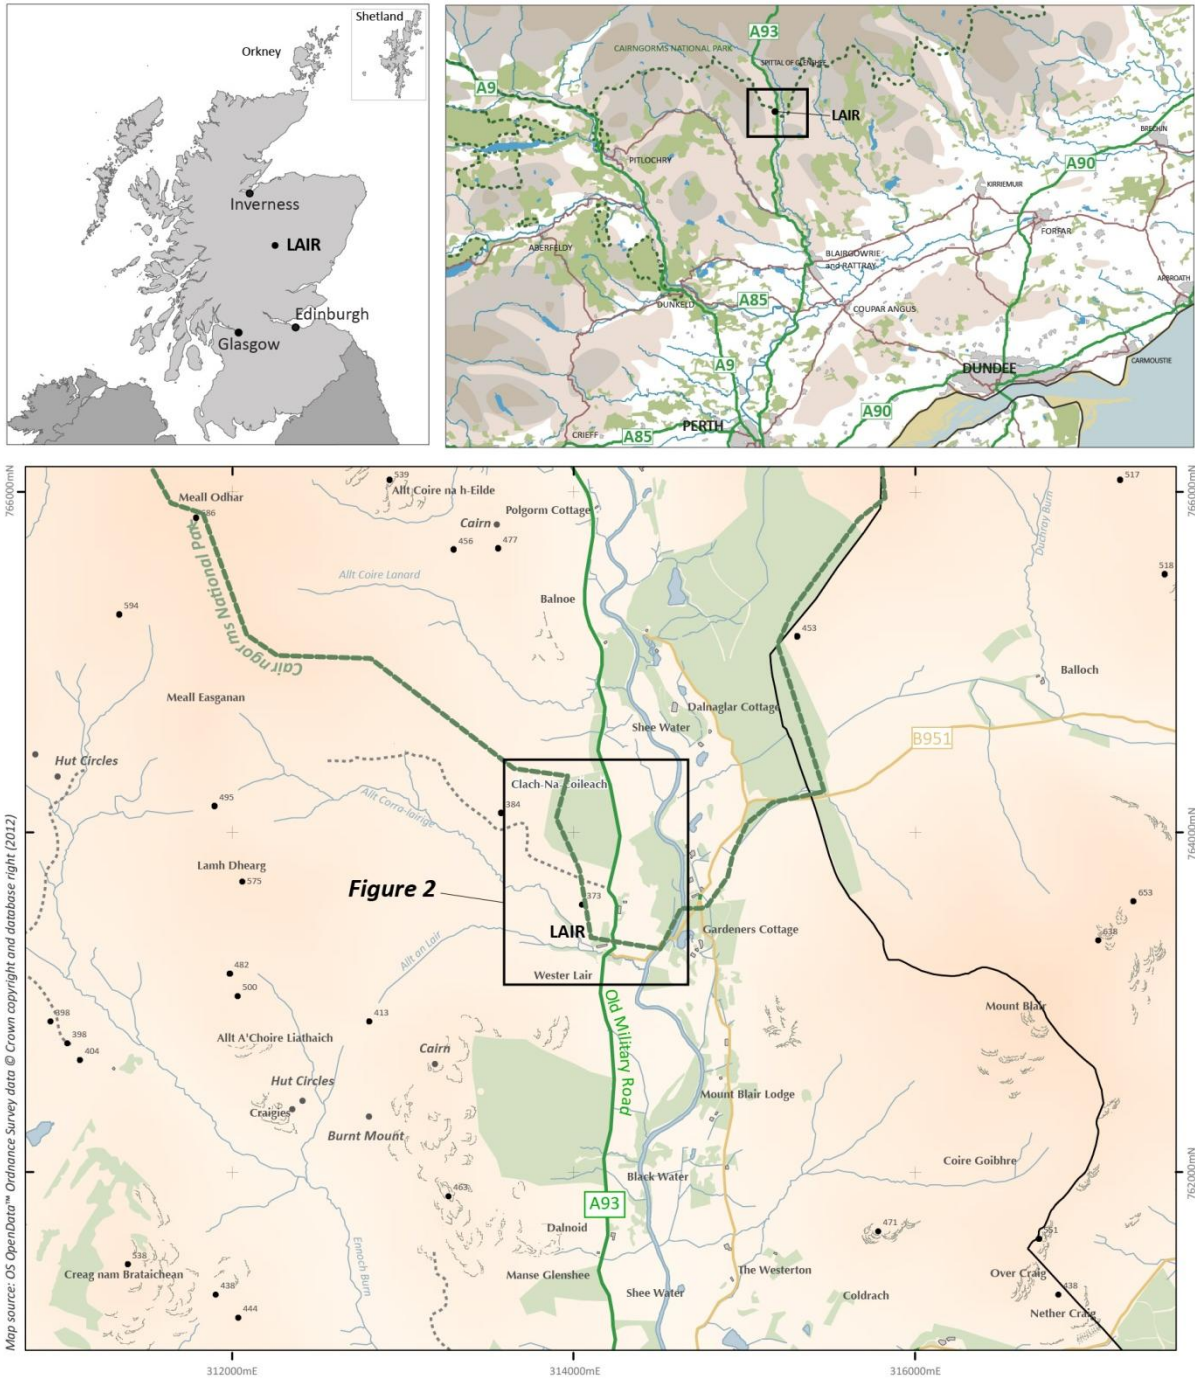 Shetland
Orkney
Inverness
LAIR
Edinburgh
Glasgow
A93
CAIRNGORMS NATIONAL PARK
SPITTAL OF GLENSHEE
A9
LAIR
BRECHIN
A90
PITLOCHRY
KIRRIEMUIR
FORFAR
ABERFELDY
BLAIRGOWRIE
and RATTRAY
ARBROATH
DUNKELD
A85
COUPAR ANGUS
A9
DUNDEE
CARMOUSTIE
A90
PERTH
CRIEFF
A85
766000mN
766000mN
Meall Odhar
586
539
Allt Coire na h-Eilde
Cairn
Polgorm Cottage
456
477
517
Duchray Burn
518
Cairngorms National Park
Allt Coire Lanard
Balnoe
594
453
Balloch
Meall Easganan
Dalnaglar Cottage
Shee Water
B951
Hut Circles
Clach-Na-Coileach
495
Allt Corra-lairige
384
764000mN
764000mN
Lamh Dhearg
575
Figure 2
373
653
LAIR
Gardeners Cottage
638
Allt an Lair
482
Wester Lair
500
Old Military Road
Mount Blair
398
413
398
404
Allt A'Choire Liathaich
Cairn
Hut Circles
Craigies
Mount Blair Lodge
Burnt Mount
Coire Goibhre
762000mN
762000mN
Black Water
463
A93
471
Dalnoid
551
538
Creag nam Brataichean
Ennoch Burn
Manse Glenshee
The Westerton
Over Craig
438
Shee Water
Coldrach
438
444
Nether Craig
312000mE
314000mE
316000mE
Map source: OS OpenData™ Ordnance Survey data © Crown copyright and database right (2012)